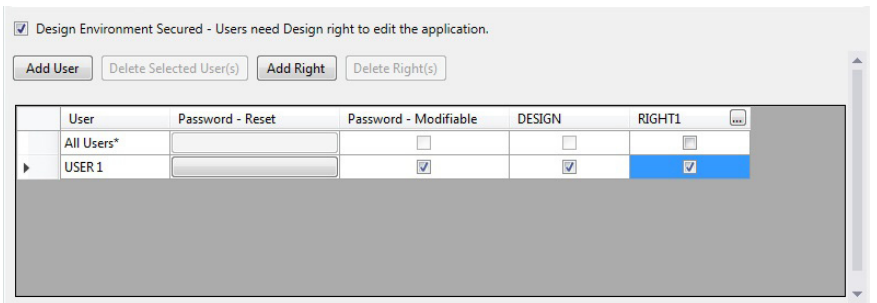 Design Environment Secured - Users need Design right to edit the application.
Add User Delete Selected User(s) Add Right Delete Right(s)
User Password - Reset Password - Modifiable DESIGN RIGHT1 ...
All Users*
USER 1